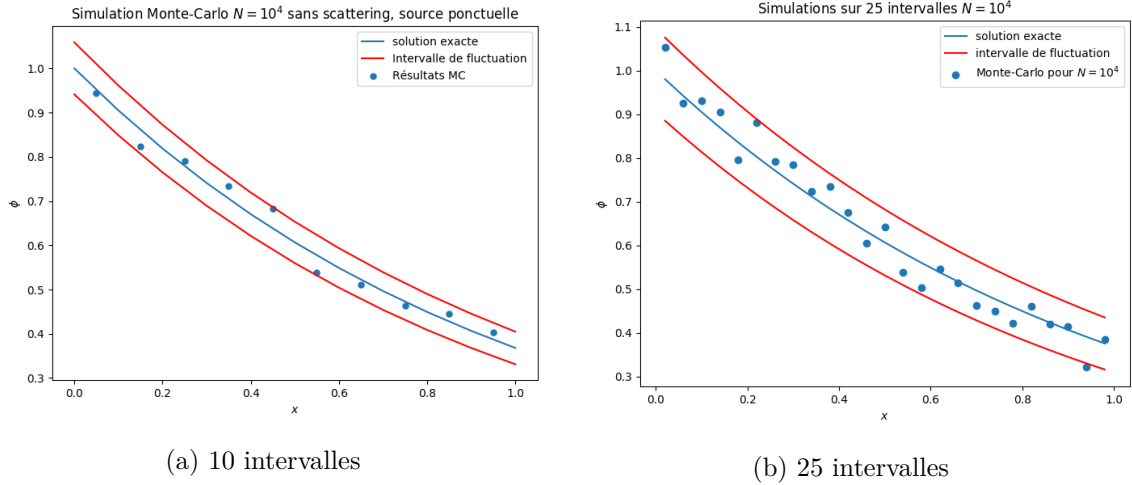 Simulation Monte-Carlo N = 10⁴ sans scattering, source ponctuelle
solution exacte
Intervalle de fluctuation
Résultats MC
1.0
0.9
0.8
0.7
0.6
0.5
0.4
0.3
ϕ
0.0 0.2 0.4 0.6 0.8 1.0
x
(a) 10 intervalles
Simulations sur 25 intervalles N = 10⁴
solution exacte
intervalle de fluctuation
Monte-Carlo pour N = 10⁴
1.1
1.0
0.9
0.8
0.7
0.6
0.5
0.4
0.3
ϕ
0.0 0.2 0.4 0.6 0.8 1.0
x
(b) 25 intervalles